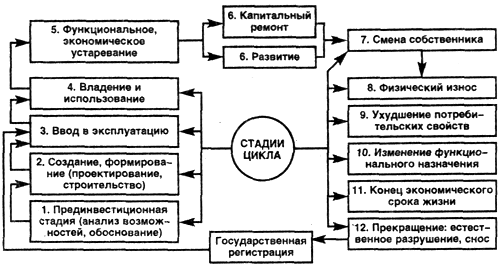 5. Функциональное,
экономическое
устаревание
6. Капитальный
ремонт
6. Развитие
7. Смена собственника
4. Владение и
использование
8. Физический износ
3. Ввод в эксплуатацию
9. Ухудшение потреби-
тельских свойств
СТАДИИ
ЦИКЛА
2. Создание, формирова-
ние (проектирование,
строительство)
10. Изменение функцио-
нального назначения
1. Прединвестиционная
стадия (анализ возмож-
ностей, обоснование)
11. Конец экономического
срока жизни
Государственная
регистрация
12. Прекращение: естест-
венное разрушение, снос